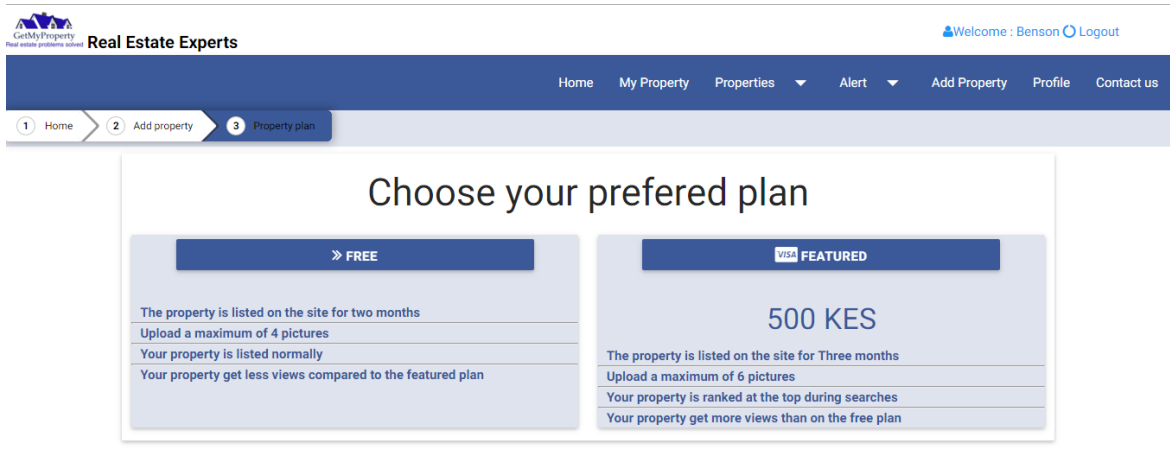 GetMyProperty
Real estate problems solved
Real Estate Experts
Welcome : Benson Logout
Home My Property Properties Alert Add Property Profile Contact us
1 Home 2 Add property 3 Property plan
Choose your prefered plan
FREE
The property is listed on the site for two months
Upload a maximum of 4 pictures
Your property is listed normally
Your property get less views compared to the featured plan
VISA FEATURED
500 KES
The property is listed on the site for Three months
Upload a maximum of 6 pictures
Your property is ranked at the top during searches
Your property get more views than on the free plan